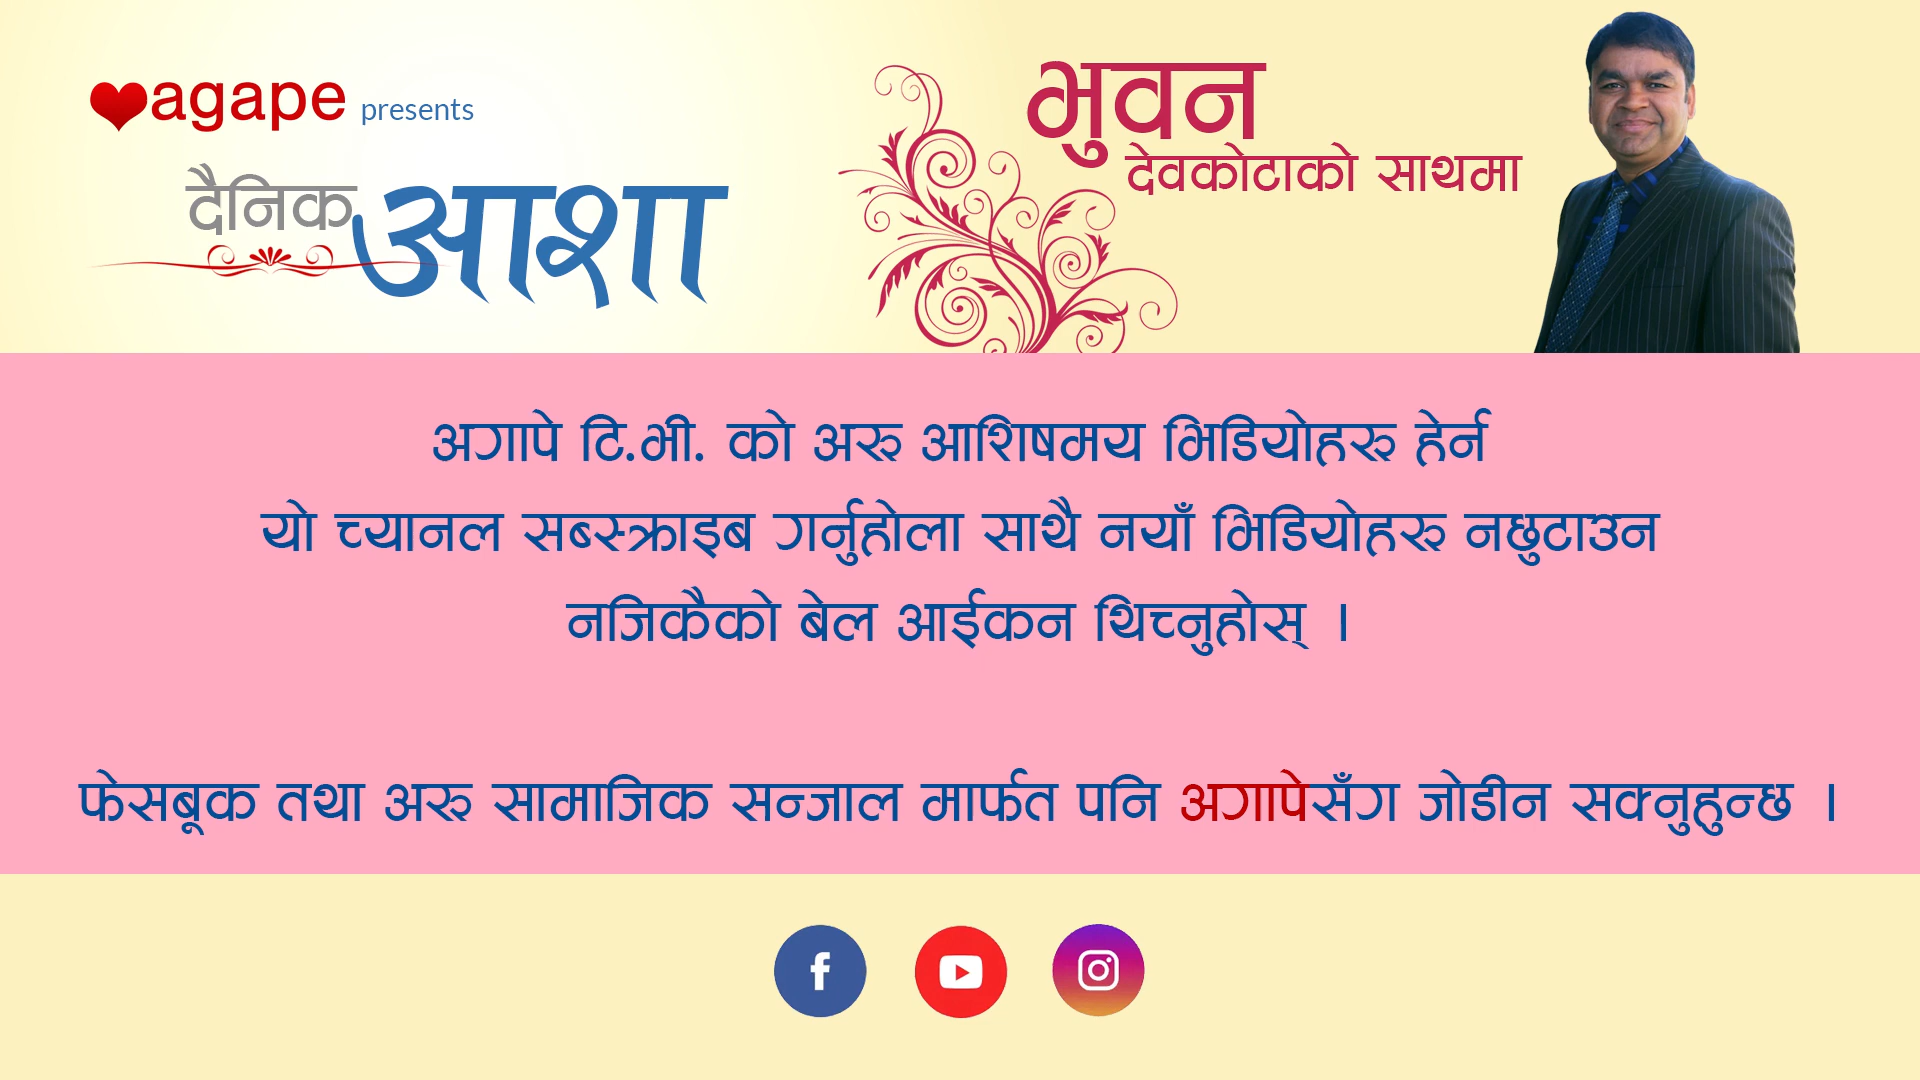 agape presents
दैनिक आशा
भुवन
देवकोटाको साथमा
अगापे टि.भी. को अरु आशिषमय भिडियोहरु हेर्न
यो च्यानल सब्स्क्राइब गर्नुहोला साथै नयाँ भिडियोहरु नछुटाउन
नजिकैको बेल आईकन थिच्नुहोस् ।
फेसबूक तथा अरु सामाजिक सन्जाल मार्फत पनि अगापेसँग जोडीन सक्नुहुन्छ ।